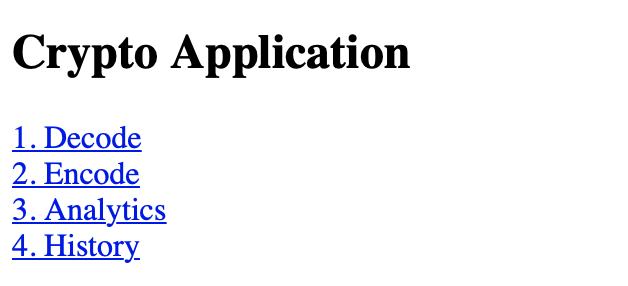 Crypto Application
1. Decode
2. Encode
3. Analytics
4. History